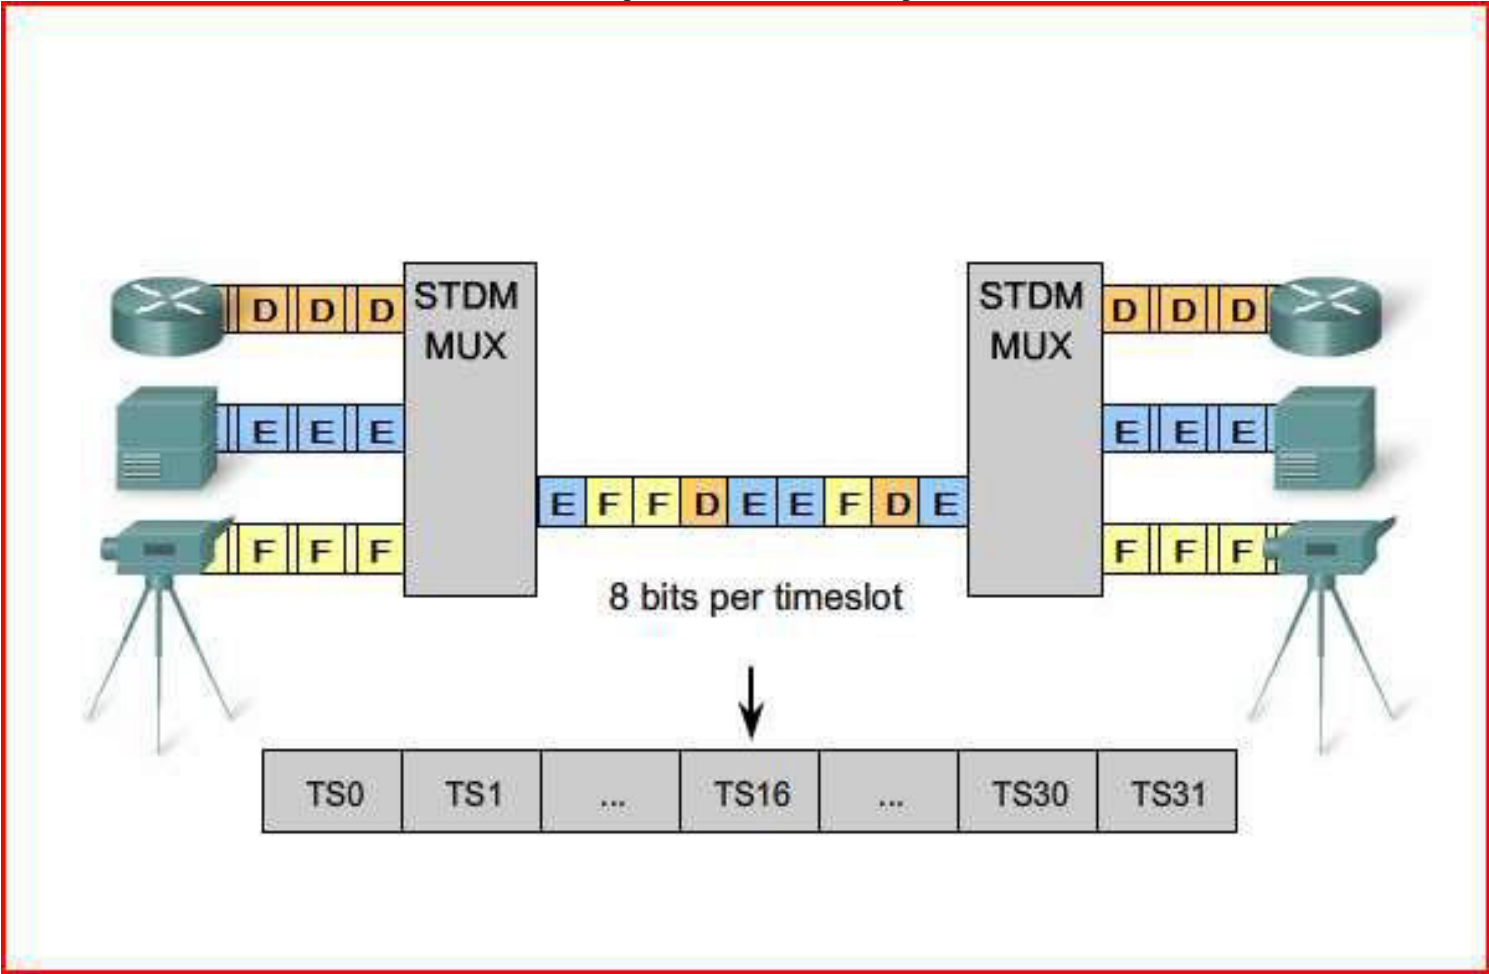 D D D
STDM
MUX
STDM
MUX
D D D
E E E
E E E
E F F D E E F D E
F F F
F F F
8 bits per timeslot
TS0 TS1 ... TS16 ... TS30 TS31